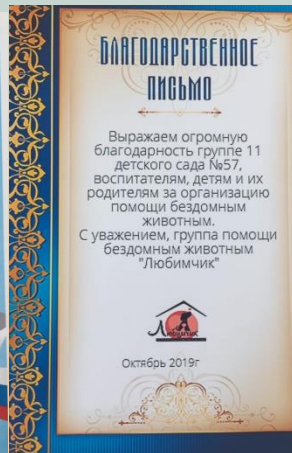 БЛАГОДАРСТВЕННОЕ
ПИСЬМО
Выражаем огромную
благодарность группе 11
детского сада №57,
воспитателям, детям и их
родителям за организацию
помощи бездомным
животным.
С уважением, группа помощи
бездомным животным
"Любимчик"
Любимчик
Октябрь 2019г